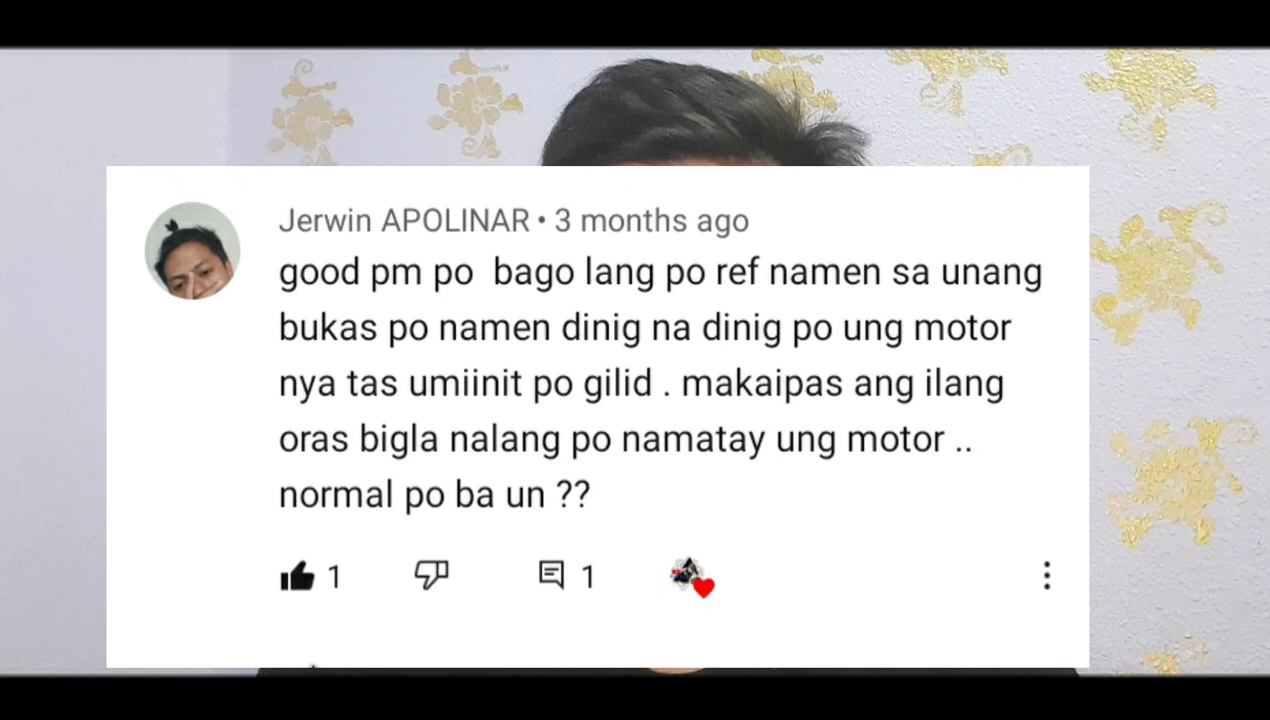 Jerwin APOLINAR • 3 months ago
good pm po bago lang po ref namen sa unang
bukas po namen dinig na dinig po ung motor
nya tas umiinit po gilid . makaipas ang ilang
oras bigla nalang po namatay ung motor ..
normal po ba un ??
1 1